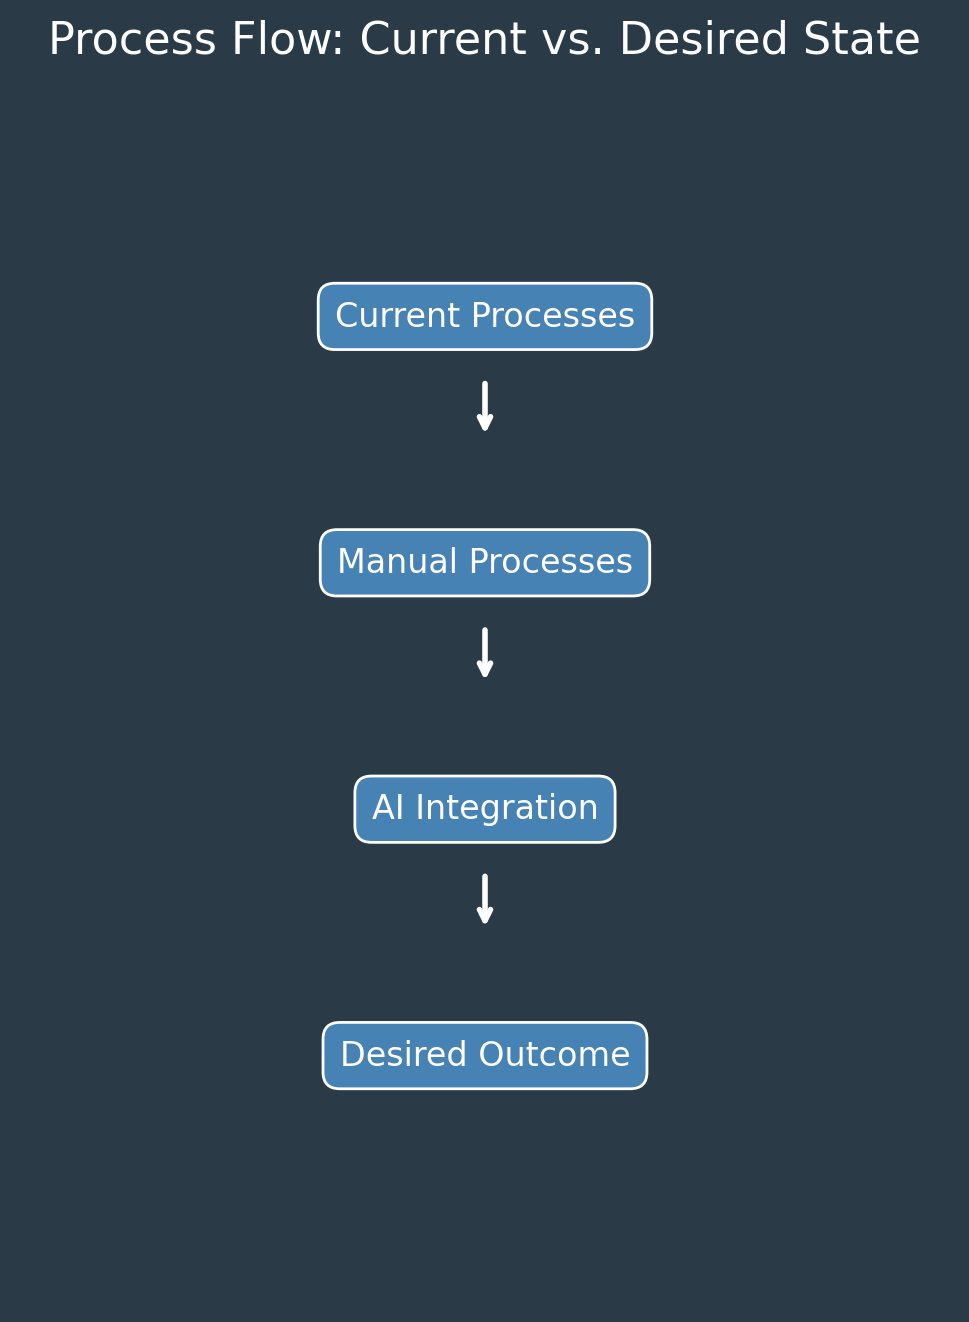 Process Flow: Current vs. Desired State
Current Processes
Manual Processes
AI Integration
Desired Outcome